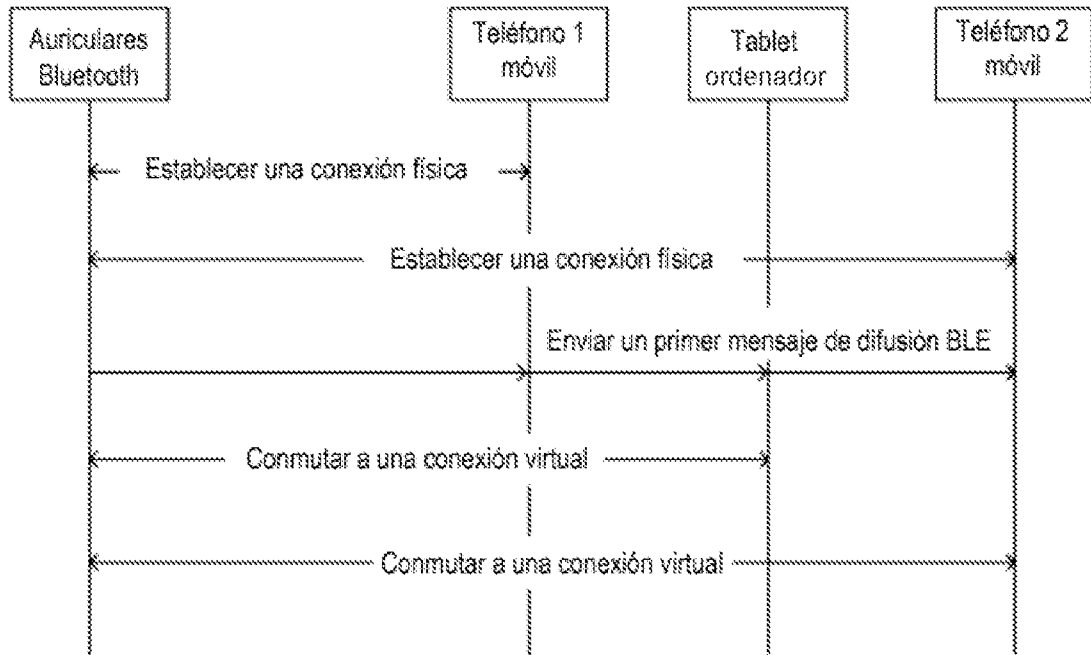 Auriculares
Bluetooth
Teléfono 1
móvil
Tablet
ordenador
Teléfono 2
móvil
Establecer una conexión física
Establecer una conexión física
Enviar un primer mensaje de difusión BLE
Conmutar a una conexión virtual
Conmutar a una conexión virtual